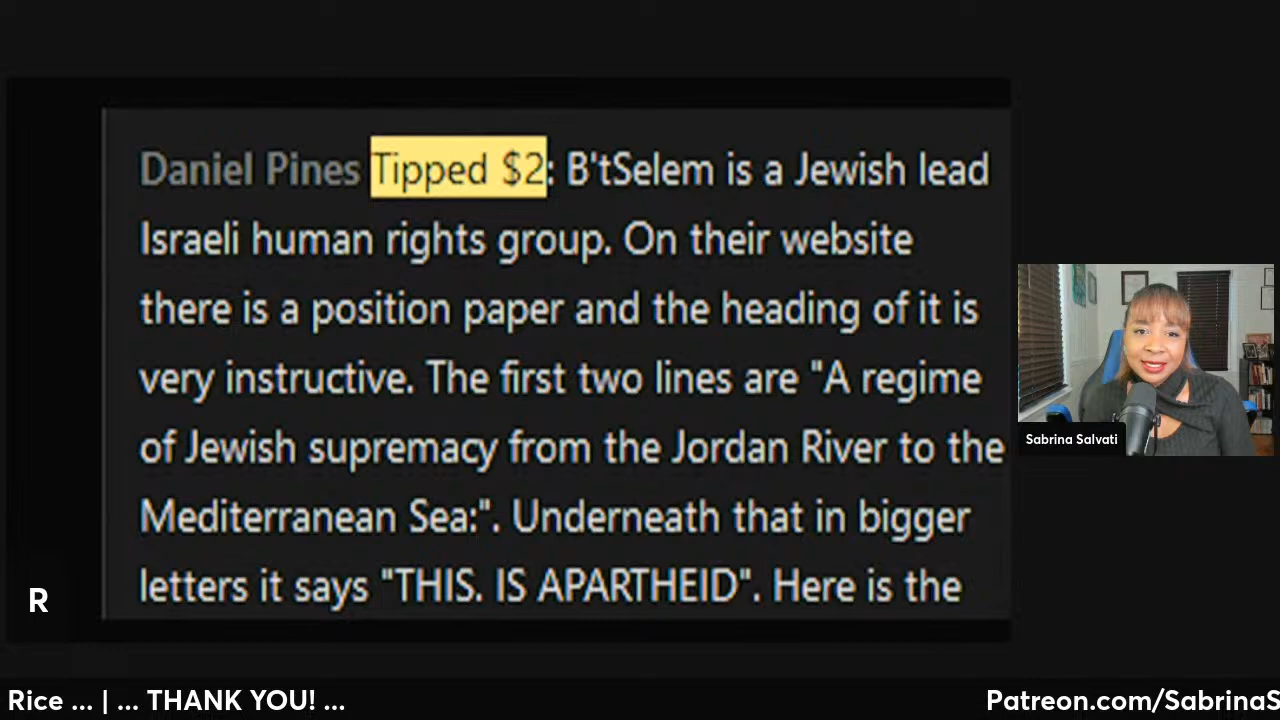 Daniel Pines Tipped $2: B'tSelem is a Jewish lead
Israeli human rights group. On their website
there is a position paper and the heading of it is
very instructive. The first two lines are "A regime
of Jewish supremacy from the Jordan River to the
Mediterranean Sea:". Underneath that in bigger
letters it says "THIS. IS APARTHEID". Here is the
Sabrina Salvati
R
Rice ... | ... THANK YOU! ...
Patreon.com/SabrinaS